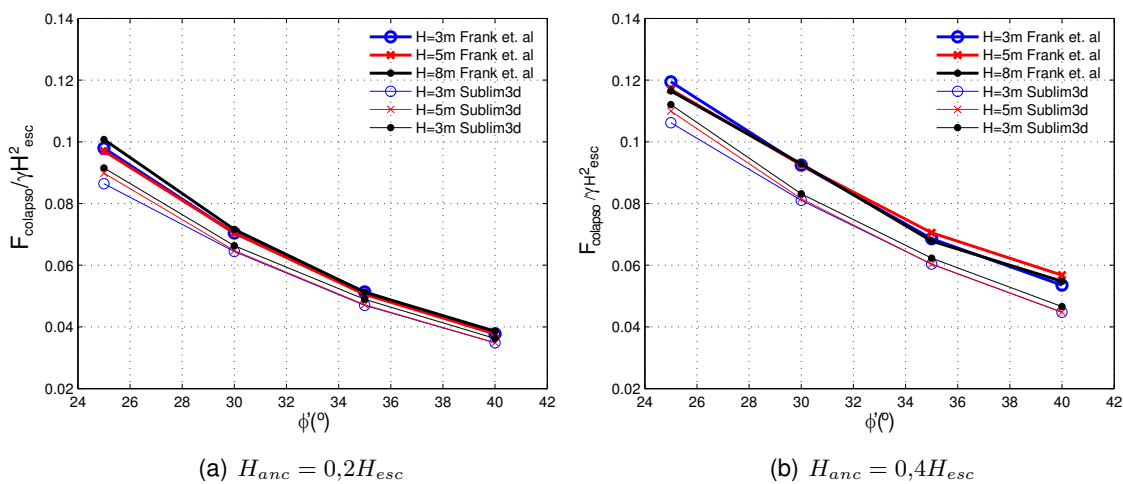 0.14
0.12
0.1
0.08
0.06
0.04
0.02
F_colapso/γH²_esc
H=3m Frank et. al
H=5m Frank et. al
H=8m Frank et. al
H=3m Sublim3d
H=5m Sublim3d
H=3m Sublim3d
24 26 28 30 32 34 36 38 40 42
ϕ'(º)
(a) H_anc = 0,2H_esc
0.14
0.12
0.1
0.08
0.06
0.04
0.02
F_colapso/γH²_esc
H=3m Frank et. al
H=5m Frank et. al
H=8m Frank et. al
H=3m Sublim3d
H=5m Sublim3d
H=3m Sublim3d
24 26 28 30 32 34 36 38 40 42
ϕ'(º)
(b) H_anc = 0,4H_esc